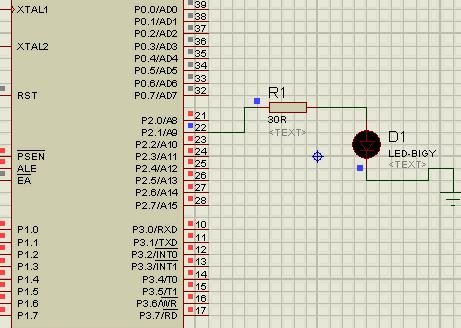 XTAL1
XTAL2
RST
PSEN
ALE
EA
P1.0
P1.1
P1.2
P1.3
P1.4
P1.5
P1.6
P1.7
P0.0/AD0 39
P0.1/AD1 38
P0.2/AD2 37
P0.3/AD3 36
P0.4/AD4 35
P0.5/AD5 34
P0.6/AD6 33
P0.7/AD7 32
P2.0/A8 21
P2.1/A9 22
P2.2/A10 23
P2.3/A11 24
P2.4/A12 25
P2.5/A13 26
P2.6/A14 27
P2.7/A15 28
P3.0/RXD 10
P3.1/TXD 11
P3.2/INT0 12
P3.3/INT1 13
P3.4/T0 14
P3.5/T1 15
P3.6/WR 16
P3.7/RD 17
R1
30R
<TEXT>
D1
LED-BIGY
<TEXT>